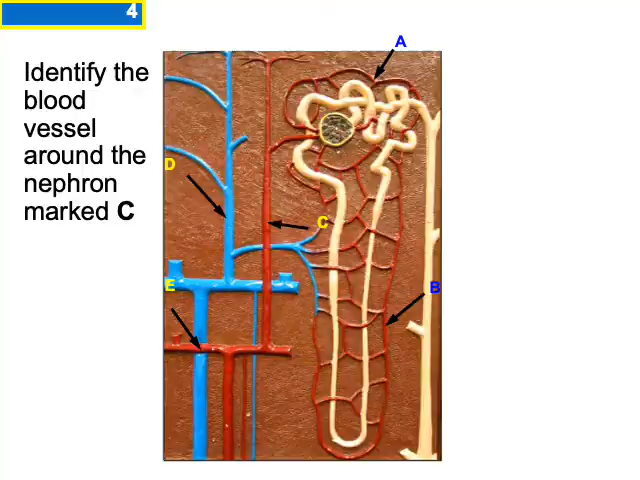 4
Identify the
blood
vessel
around the
nephron
marked C
A
D
C
E
B